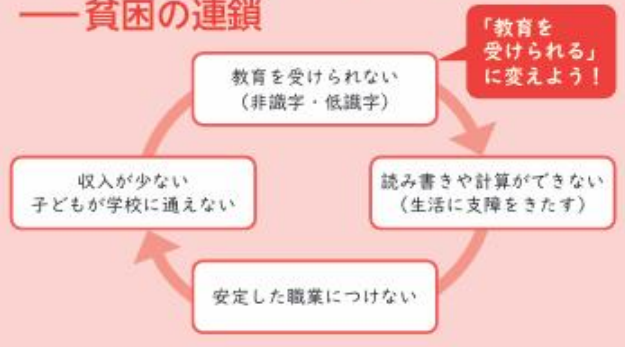 ── 貧困の連鎖
「教育を
受けられる」
に変えよう！
教育を受けられない
（非識字・低識字）
読み書きや計算ができない
（生活に支障をきたす）
安定した職業につけない
収入が少ない
子どもが学校に通えない